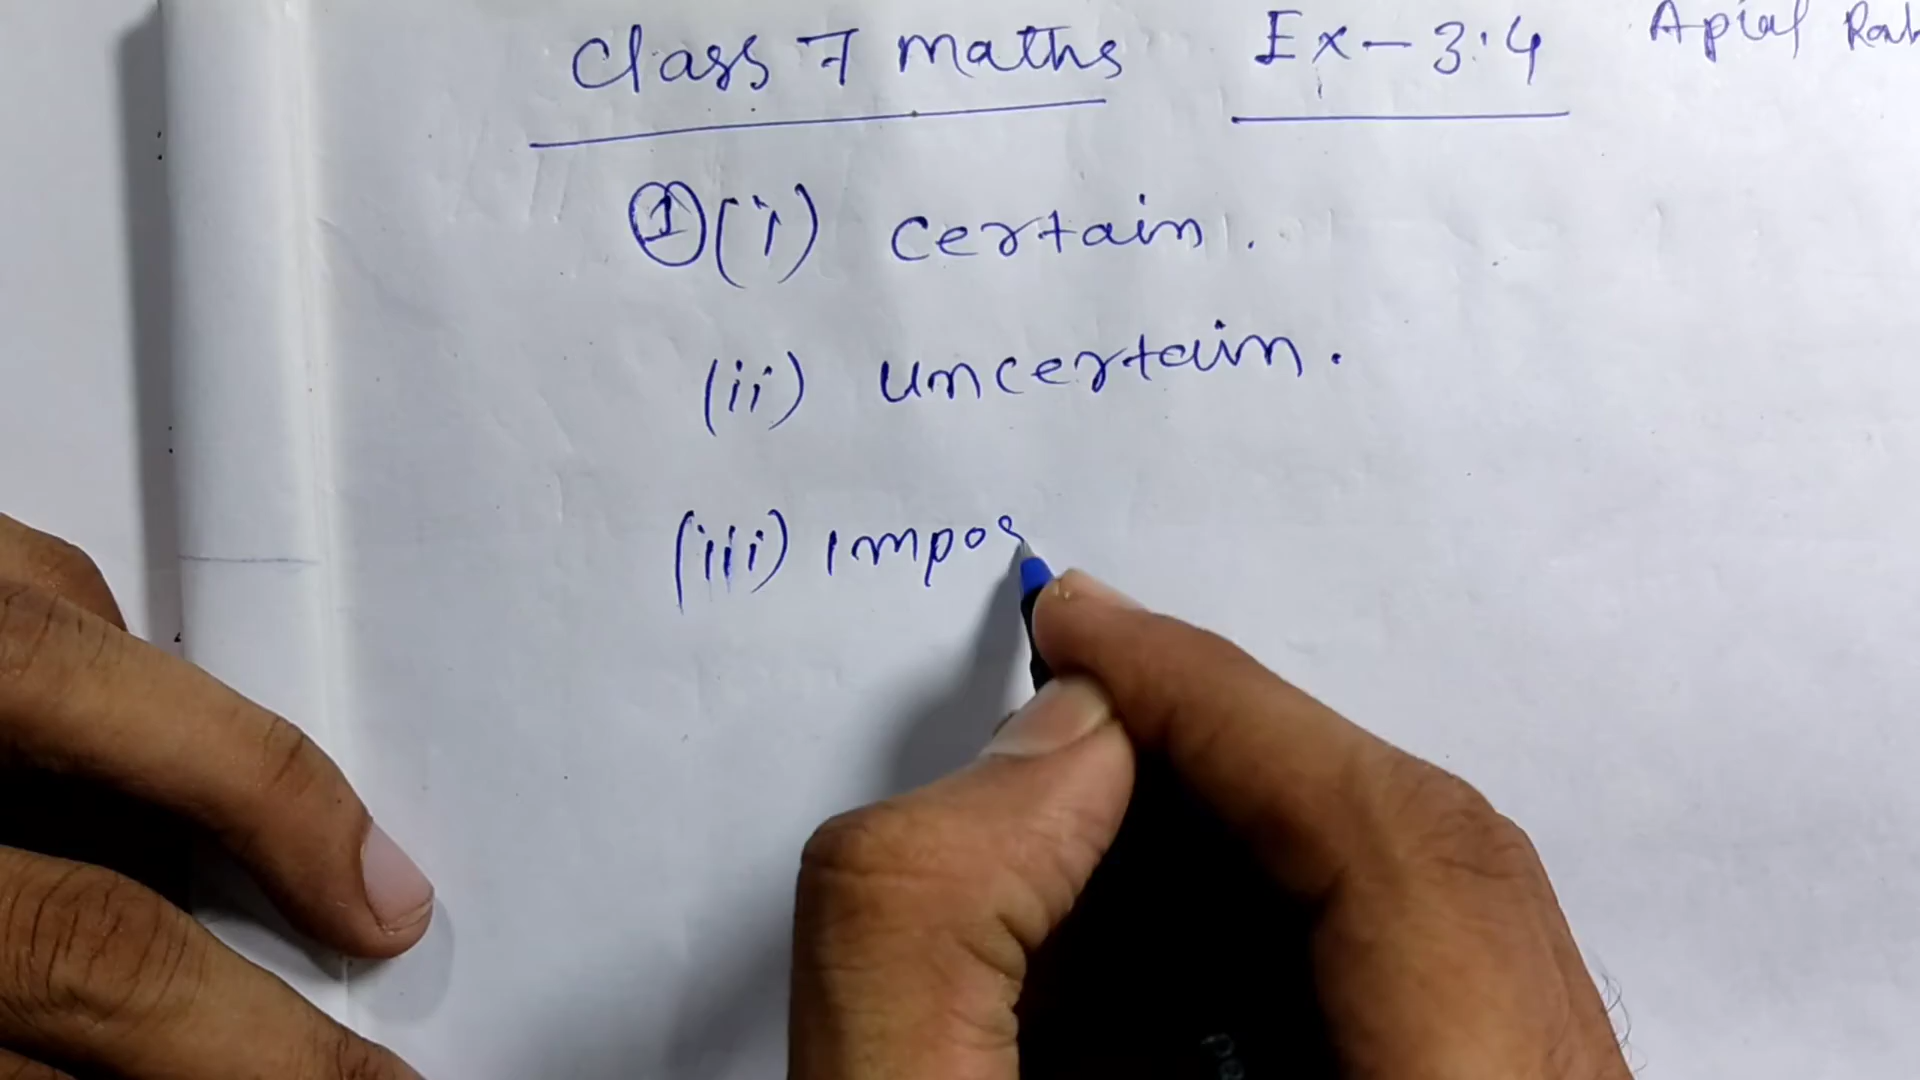 Class 7 maths Ex-3.4
①(i) certain.
(ii) uncertain.
(iii) impos